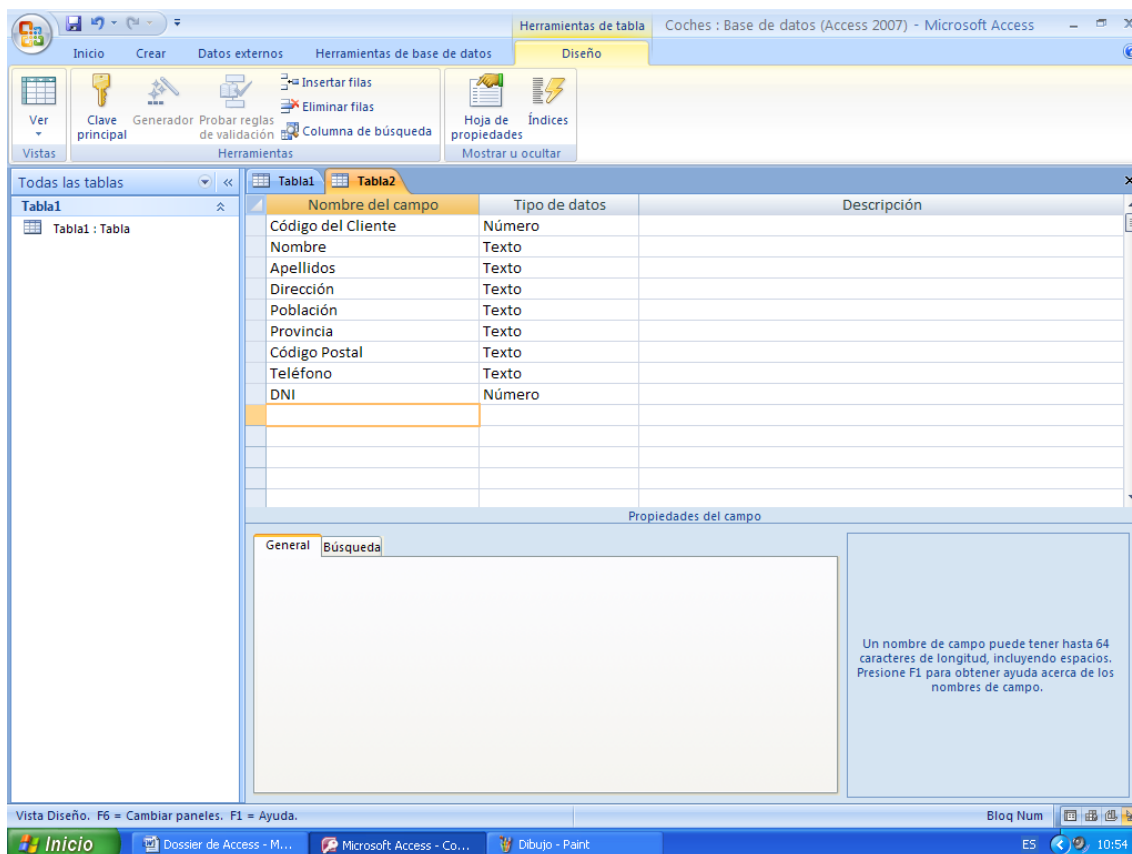 Herramientas de tabla
Coches : Base de datos (Access 2007) - Microsoft Access
Inicio
Crear
Datos externos
Herramientas de base de datos
Diseño
Ver
Clave principal
Generador
Probar reglas de validación
Insertar filas
Eliminar filas
Columna de búsqueda
Hoja de propiedades
Índices
Vistas
Herramientas
Mostrar u ocultar
Todas las tablas
Tabla1
Tabla1 : Tabla
Tabla1
Tabla2
Nombre del campo Tipo de datos Descripción
Código del Cliente Número
Nombre Texto
Apellidos Texto
Dirección Texto
Población Texto
Provincia Texto
Código Postal Texto
Teléfono Texto
DNI Número
Propiedades del campo
General
Búsqueda
Un nombre de campo puede tener hasta 64
caracteres de longitud, incluyendo espacios.
Presione F1 para obtener ayuda acerca de los
nombres de campo.
Vista Diseño. F6 = Cambiar paneles. F1 = Ayuda.
Bloq Num
Inicio
Dossier de Access - M...
Microsoft Access - Co...
Dibujo - Paint
ES
10:54